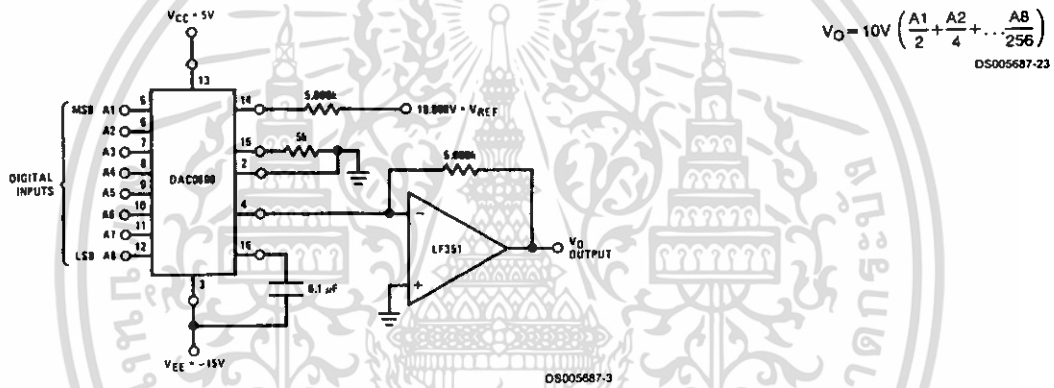 VCC = 5V
VO = 10V (A1/2 + A2/4 + ... A8/256)
DS005687-23
13
MSB A1 5
A2 6
A3 7
A4 8
A5 9
A6 10
A7 11
LSB A8 12
DIGITAL INPUTS
DAC0800
14
5.000k
10.000V = VREF
15
5k
2
4
16
3
0.1 µF
5.000k
−
LF351
+
VO
OUTPUT
VEE = −15V
DS005687-3